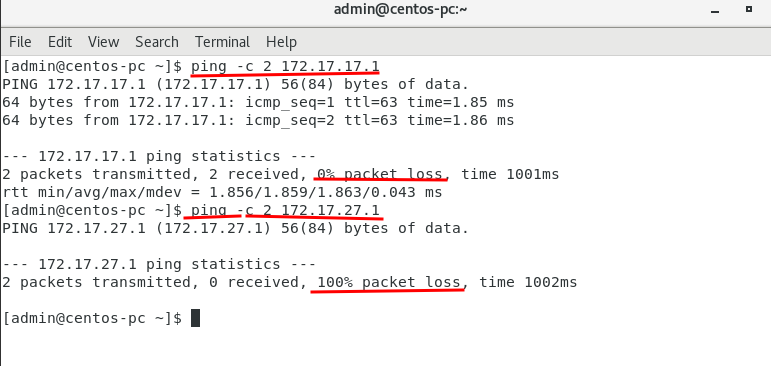 admin@centos-pc:~
File Edit View Search Terminal Help
[admin@centos-pc ~]$ ping -c 2 172.17.17.1
PING 172.17.17.1 (172.17.17.1) 56(84) bytes of data.
64 bytes from 172.17.17.1: icmp_seq=1 ttl=63 time=1.85 ms
64 bytes from 172.17.17.1: icmp_seq=2 ttl=63 time=1.86 ms
--- 172.17.17.1 ping statistics ---
2 packets transmitted, 2 received, 0% packet loss, time 1001ms
rtt min/avg/max/mdev = 1.856/1.859/1.863/0.043 ms
[admin@centos-pc ~]$ ping -c 2 172.17.27.1
PING 172.17.27.1 (172.17.27.1) 56(84) bytes of data.
--- 172.17.27.1 ping statistics ---
2 packets transmitted, 0 received, 100% packet loss, time 1002ms
[admin@centos-pc ~]$